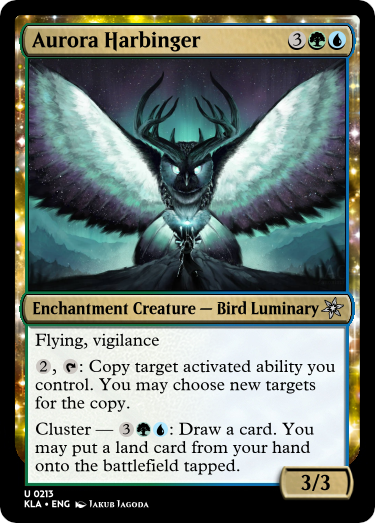 Aurora Harbinger 3
Enchantment Creature — Bird Luminary
Flying, vigilance
2, : Copy target activated ability you
control. You may choose new targets
for the copy.
Cluster — 3 : Draw a card. You
may put a land card from your hand
onto the battlefield tapped.
3/3
U 0213
KLA • ENG Jakub Jagoda